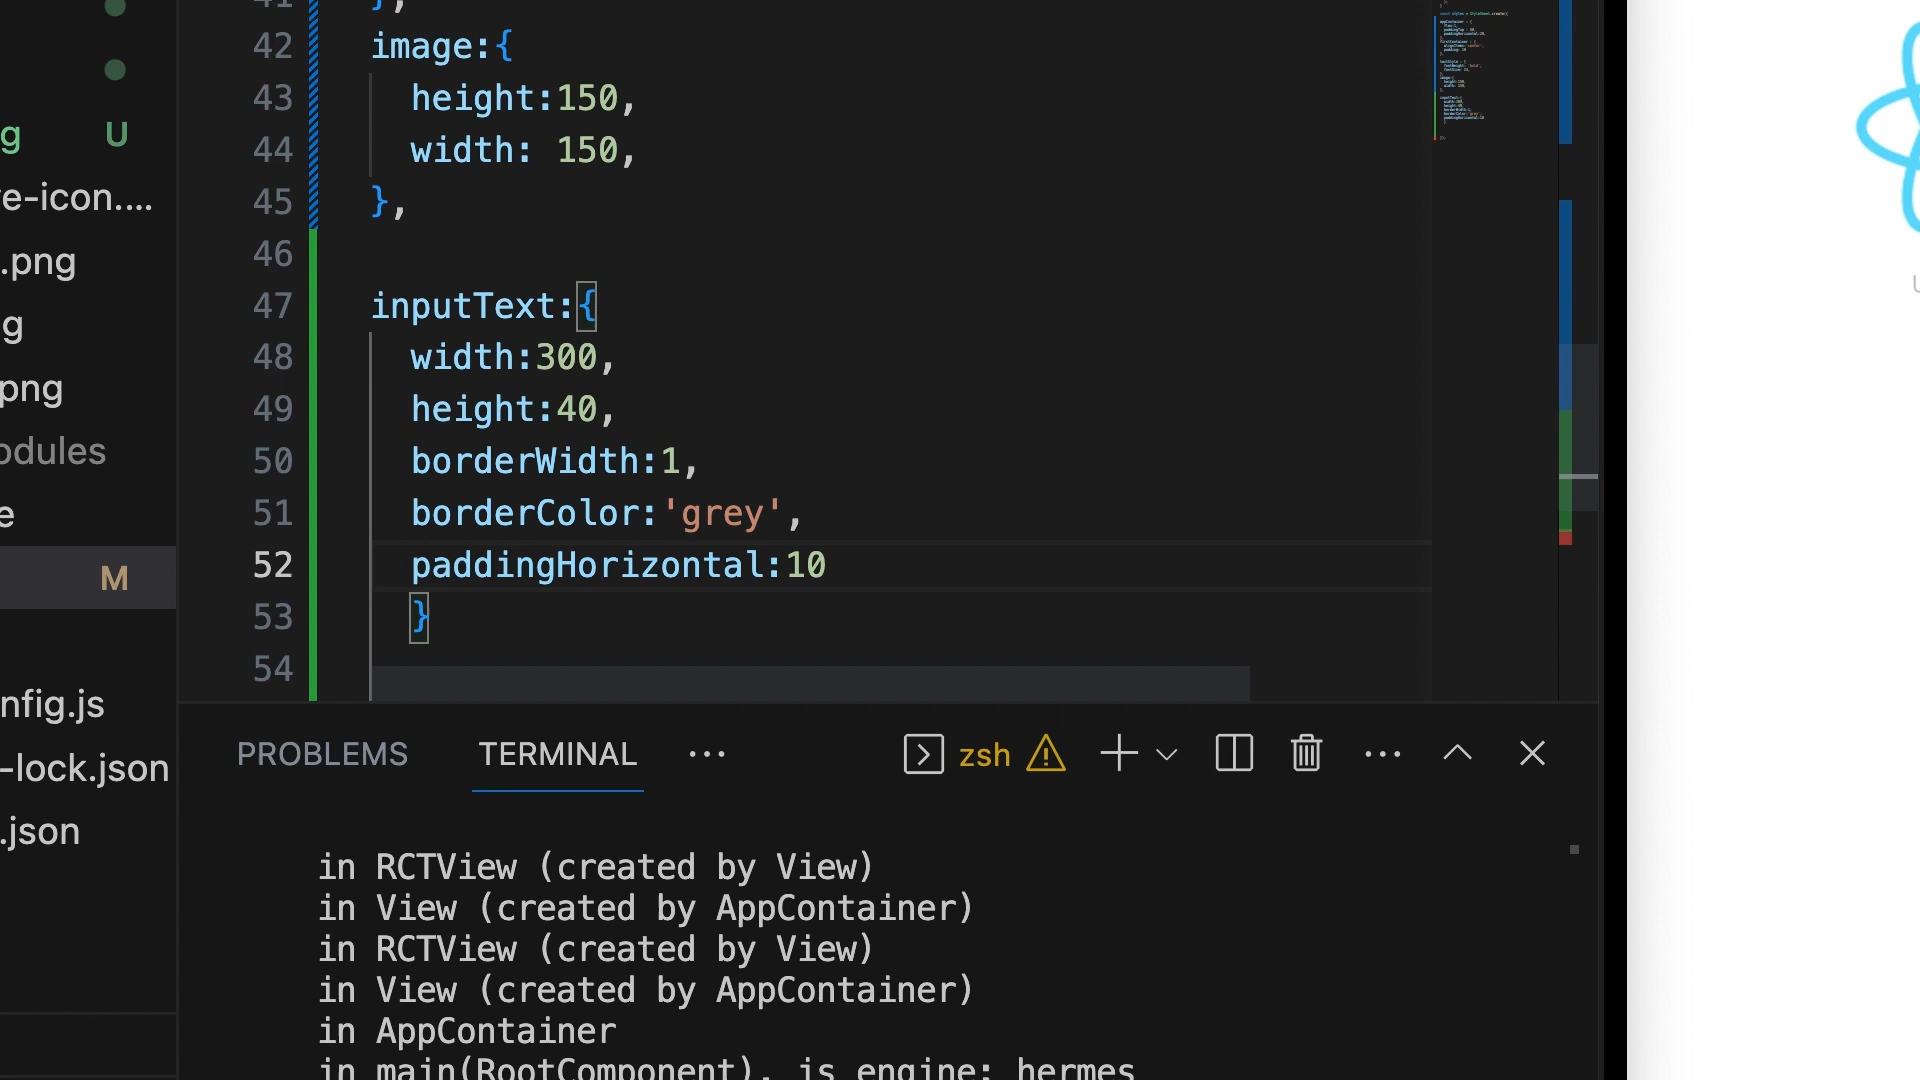 42 image:{
43 height:150,
44 width: 150,
45 },
46
47 inputText:{
48 width:300,
49 height:40,
50 borderWidth:1,
51 borderColor:'grey',
52 paddingHorizontal:10
53 }
54
g U
e-icon....
.png
g
png
odules
e
M
nfig.js
-lock.json
.json
PROBLEMS TERMINAL ... zsh
in RCTView (created by View)
in View (created by AppContainer)
in RCTView (created by View)
in View (created by AppContainer)
in AppContainer
in main(RootComponent), js engine: hermes